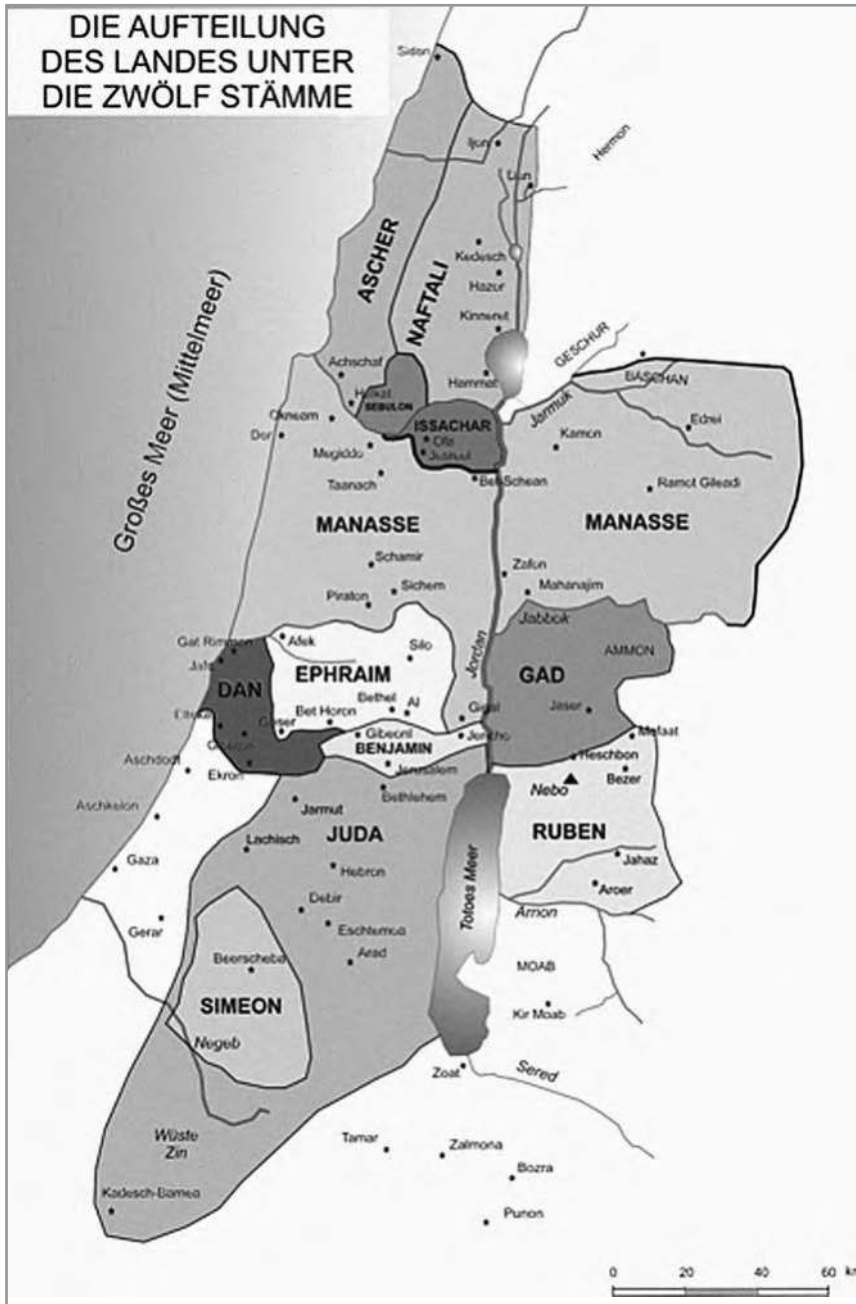 DIE AUFTEILUNG
DES LANDES UNTER
DIE ZWÖLF STÄMME
Sidon
Ijon
Hermon
ASCHER
NAFTALI
Kedesch
Hazor
Kinneret
GESCHUR
Großes Meer (Mittelmeer)
Achschaf
Hammat
BASCHAN
SEBULON
Jarmuk
Edrei
ISSACHAR
Dor
Megiddo
Kamon
Taanach
Bet-Schean
Ramot Gilead
MANASSE
MANASSE
Schamir
Zafon
Sichem
Mahanajim
Piraton
Jabbok
Gat Rimmon
Afek
Silo
Jordan
AMMON
EPHRAIM
GAD
DAN
Bethel
Ai
Jaser
Bet Horon
Geser
Gilgal
Gibeon
Jericho
Mefaat
BENJAMIN
Aschdod
Ekron
Jerusalem
Heschbon
Bezer
Nebo
Bethlehem
Aschkelon
Jarmut
JUDA
RUBEN
Lachisch
Gaza
Hebron
Totoes Meer
Jahaz
Debir
Aroer
Gerar
Eschtemoa
Arnon
Beerscheba
Arad
MOAB
SIMEON
Kir Moab
Negeb
Zoat
Sered
Wüste
Zin
Tamar
Zalmona
Bozra
Kadesch-Barnea
Punon
0 20 40 60 km